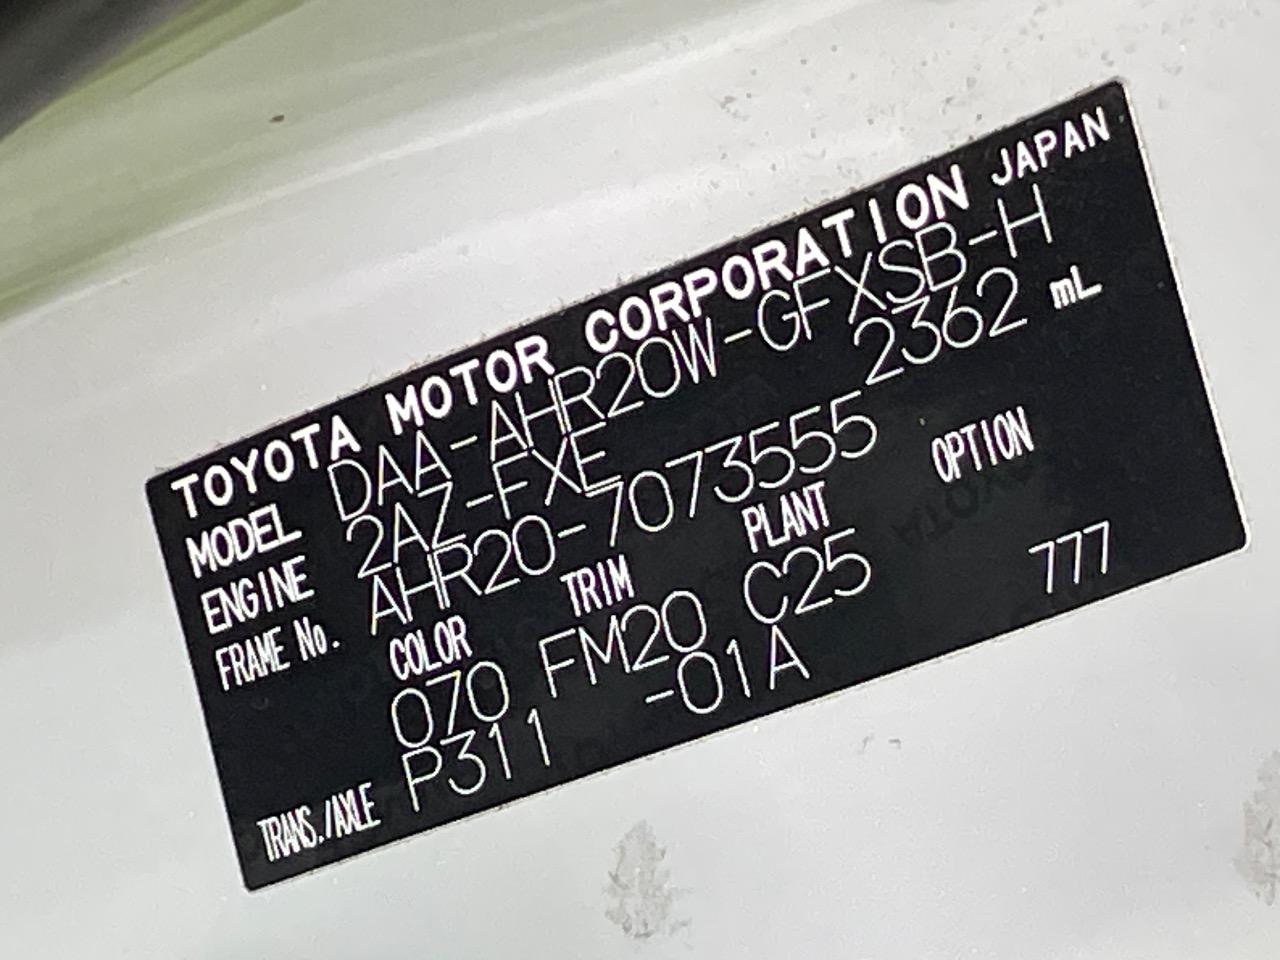 TOYOTA MOTOR CORPORATION JAPAN
MODEL DAA-AHR20W-GFXSB-H
ENGINE 2AZ-FXE 2362 mL
FRAME No. AHR20-7073555
COLOR TRIM PLANT OPTION
070 FM20 C25 777
TRANS./AXLE P311 -01A